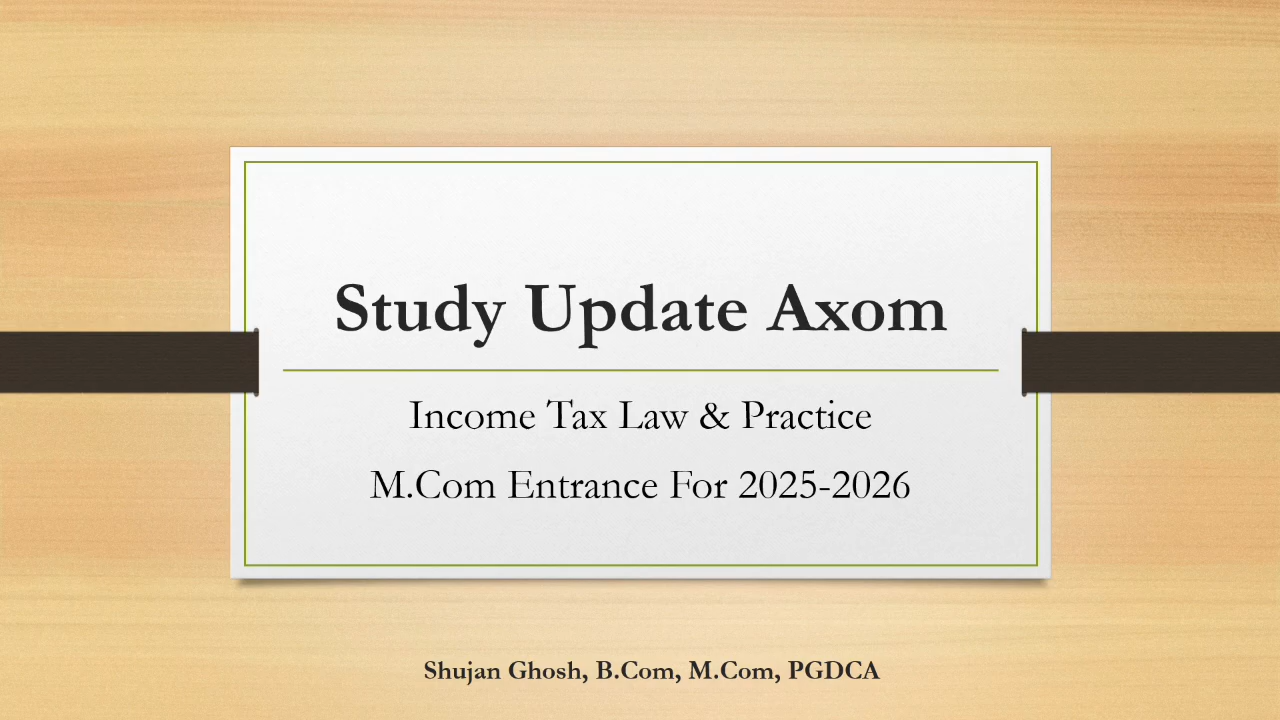 Study Update Axom
Income Tax Law & Practice
M.Com Entrance For 2025-2026
Shujan Ghosh, B.Com, M.Com, PGDCA